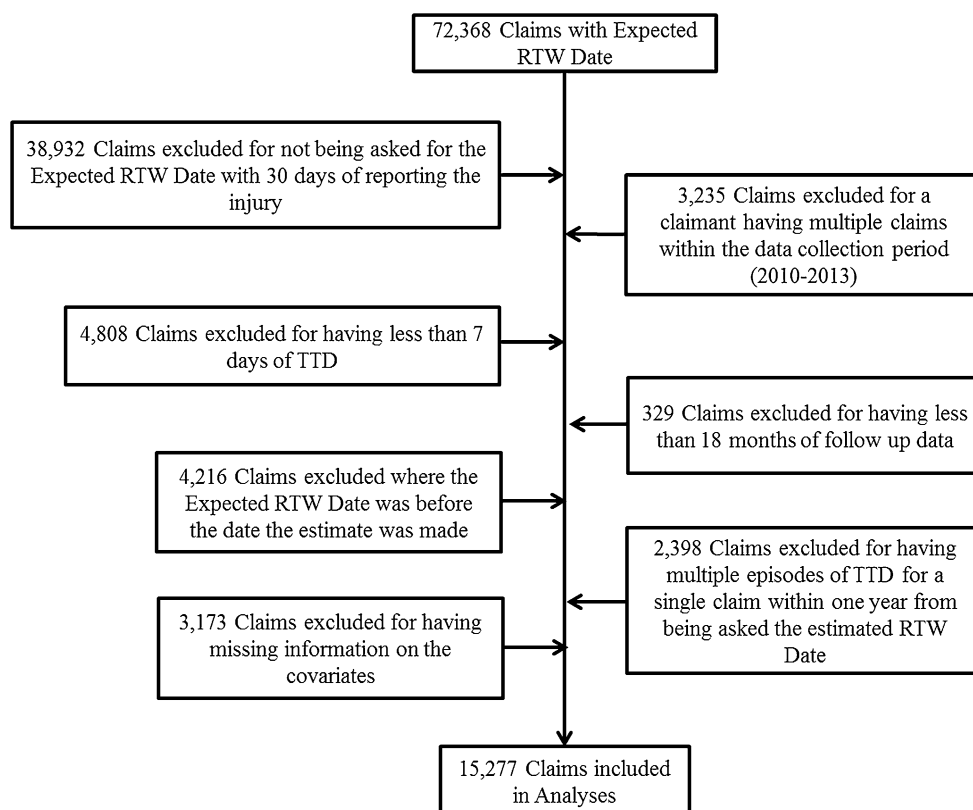 72,368 Claims with Expected
RTW Date
38,932 Claims excluded for not being asked for the
Expected RTW Date with 30 days of reporting the
injury
3,235 Claims excluded for a
claimant having multiple claims
within the data collection period
(2010-2013)
4,808 Claims excluded for having less than 7
days of TTD
329 Claims excluded for having less
than 18 months of follow up data
4,216 Claims excluded where the
Expected RTW Date was before
the date the estimate was made
2,398 Claims excluded for having
multiple episodes of TTD for a
single claim within one year from
being asked the estimated RTW
Date
3,173 Claims excluded for having
missing information on the
covariates
15,277 Claims included
in Analyses